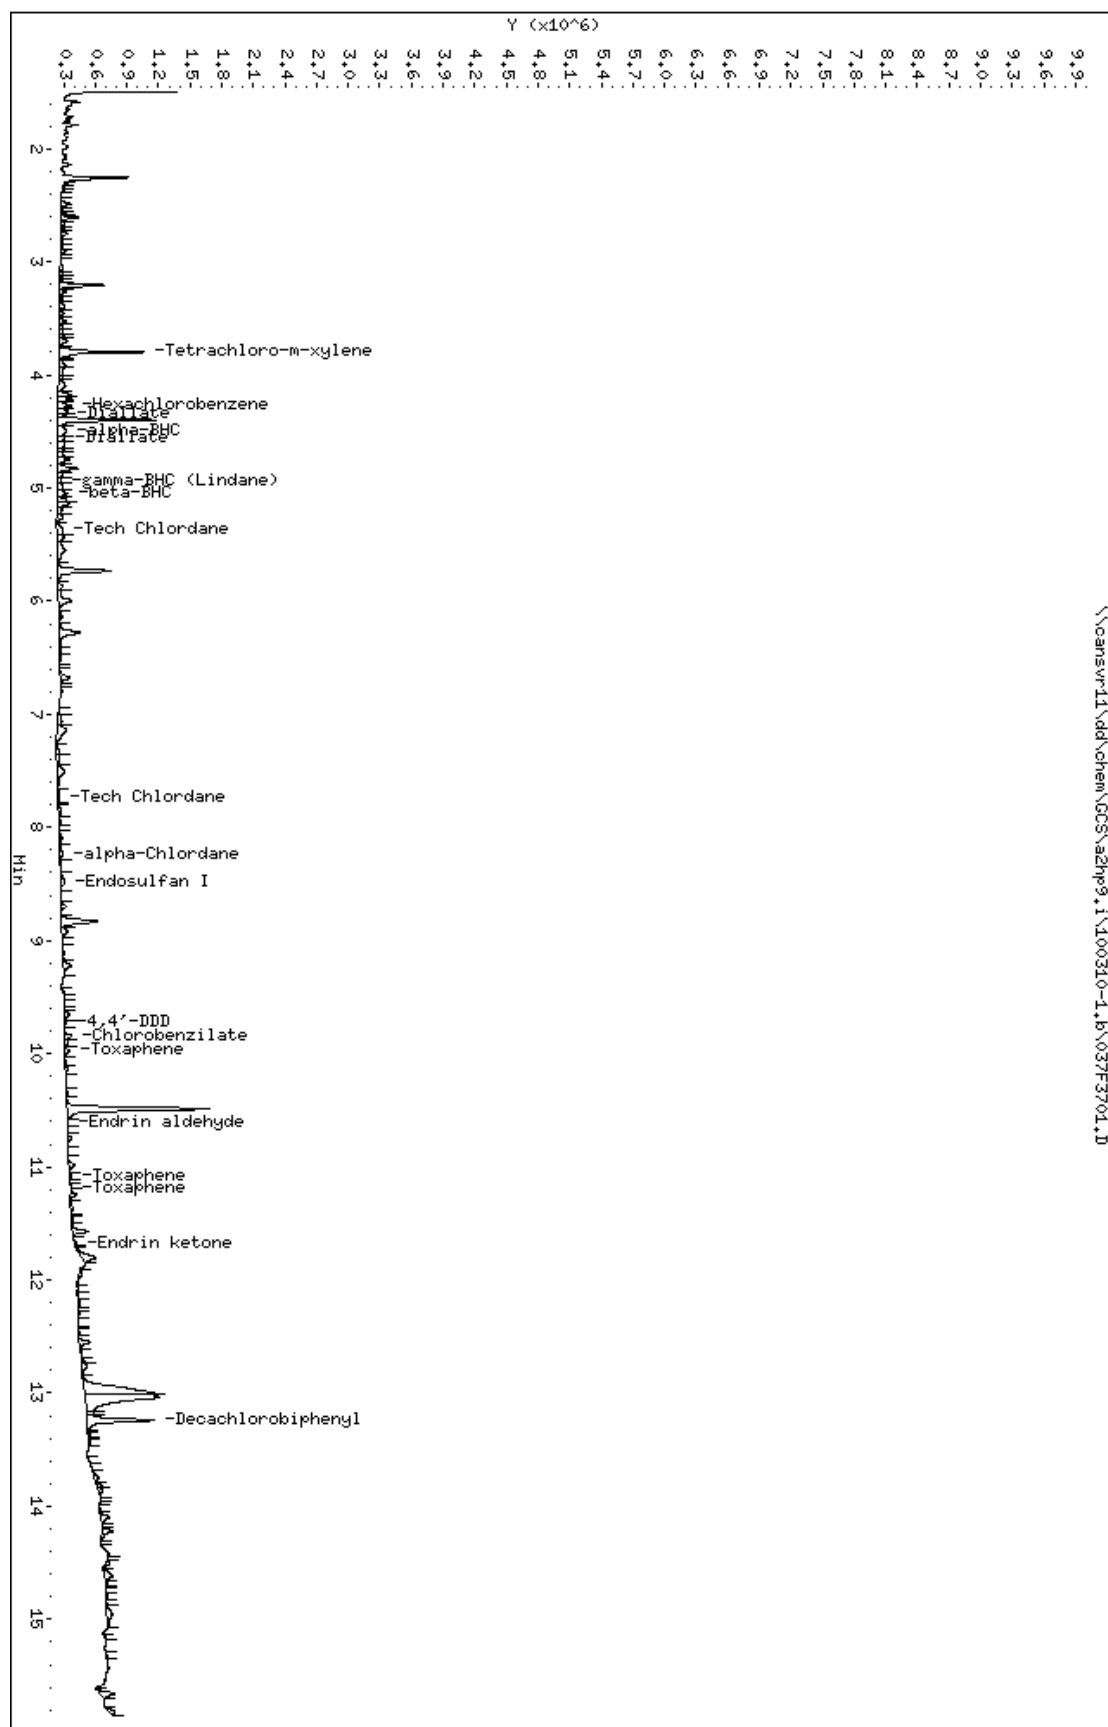 Y (x10^6)
0.3
0.6
0.9
1.2
1.5
1.8
2.1
2.4
2.7
3.0
3.3
3.6
3.9
4.2
4.5
4.8
5.1
5.4
5.7
6.0
6.3
6.6
6.9
7.2
7.5
7.8
8.1
8.4
8.7
9.0
9.3
9.6
9.9
\\cansvr11\dd\chem\GCS\a2hp9.i\100310-1.b\037F3701.D
2
3
4
5
6
7
8
9
10
11
12
13
14
15
Min
-Tetrachloro-m-xylene
-Hexachlorobenzene
-Diallate
-alpha-BHC
-Diallate
-gamma-BHC (Lindane)
-beta-BHC
-Tech Chlordane
-Tech Chlordane
-alpha-Chlordane
-Endosulfan I
-4,4'-DDD
-Chlorobenzilate
-Toxaphene
-Endrin aldehyde
-Toxaphene
-Toxaphene
-Endrin ketone
-Decachlorobiphenyl